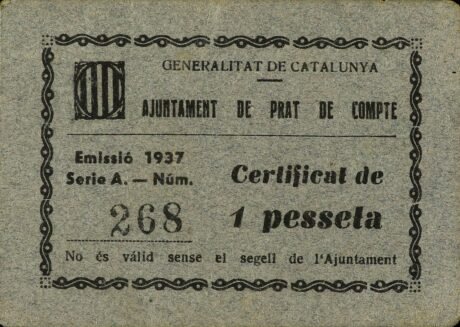 GENERALITAT DE CATALUNYA
AJUNTAMENT DE PRAT DE COMPTE
Emissió 1937
Serie A. — Núm.
268
Certificat de
1 pesseta
No és vàlid sense el segell de l'Ajuntament